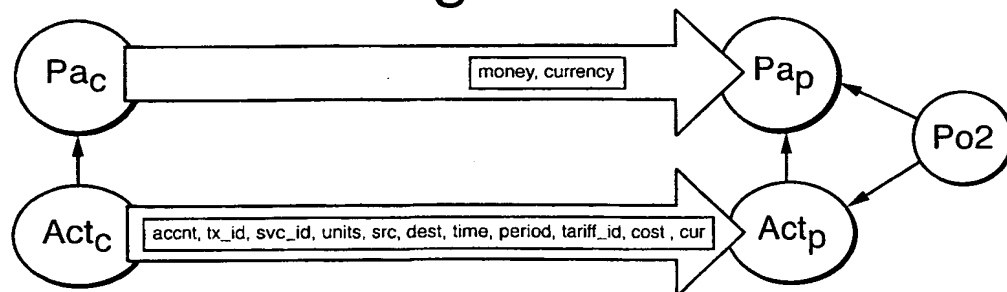 Pa_c
money, currency
Pa_p
Po2
Act_c
accnt, tx_id, svc_id, units, src, dest, time, period, tariff_id, cost , cur
Act_p